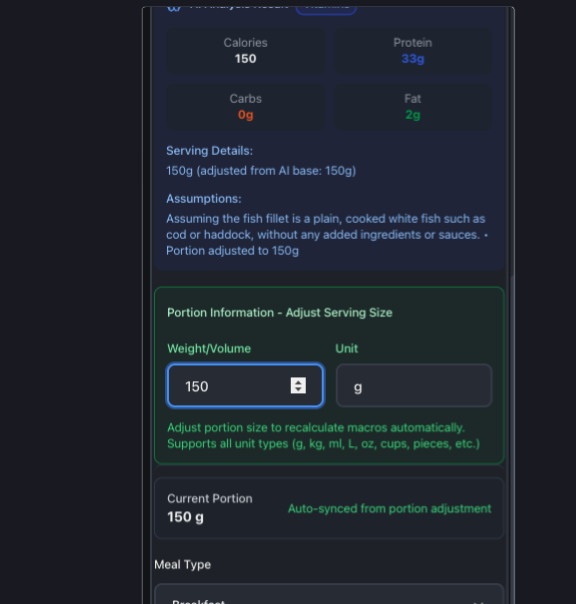 Calories
Protein
150
33g
Carbs
Fat
0g
2g
Serving Details:
150g (adjusted from AI base: 150g)
Assumptions:
Assuming the fish fillet is a plain, cooked white fish such as
cod or haddock, without any added ingredients or sauces. •
Portion adjusted to 150g
Portion Information - Adjust Serving Size
Weight/Volume
Unit
150
g
Adjust portion size to recalculate macros automatically.
Supports all unit types (g, kg, ml, L, oz, cups, pieces, etc.)
Current Portion
150 g
Auto-synced from portion adjustment
Meal Type
Breakfast